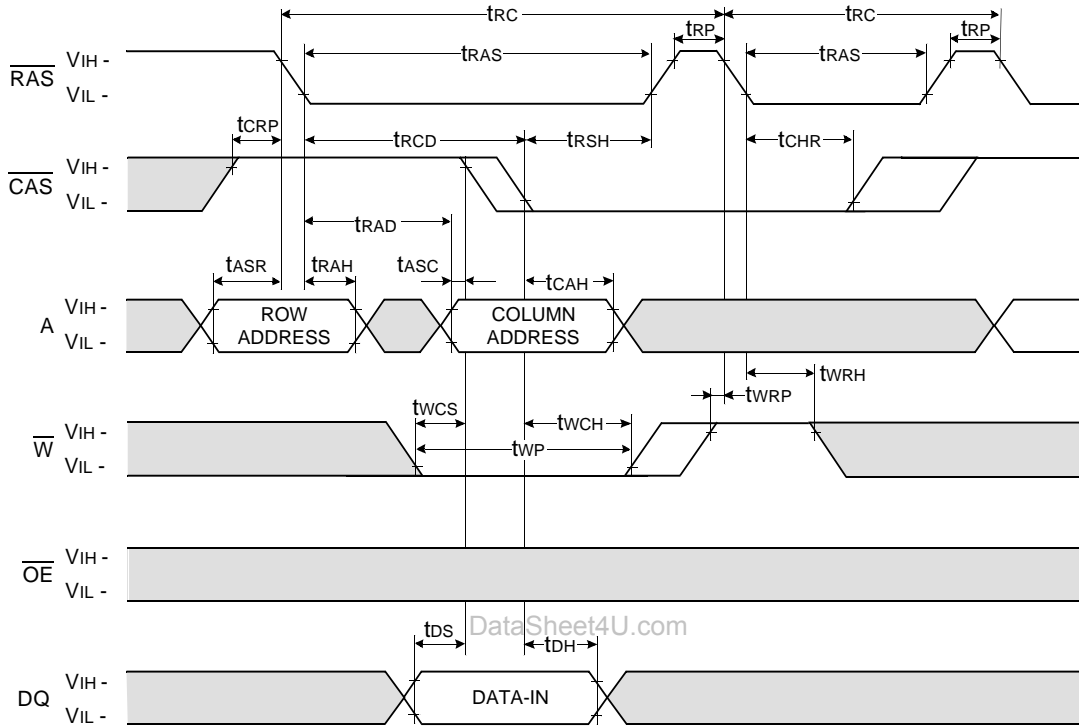 tRC tRC
tRP tRP
tRAS tRAS
RAS VIH -
VIL -
tCRP tRCD tRSH tCHR
CAS VIH -
VIL -
tRAD
tASR tRAH tASC tCAH
A VIH -
VIL -
ROW
ADDRESS
COLUMN
ADDRESS
tWRH
tWRP
tWCS tWCH
tWP
W VIH -
VIL -
OE VIH -
VIL -
DataSheet4U.com
tDS tDH
DQ VIH -
VIL -
DATA-IN